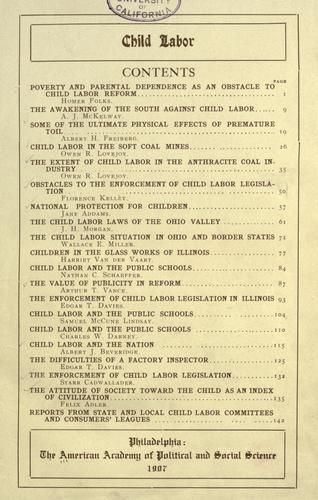 UNIVERSITY
OF
CALIFORNIA
Child Labor
CONTENTS
PAGE
POVERTY AND PARENTAL DEPENDENCE AS AN OBSTACLE TO
CHILD LABOR REFORM 1
HOMER FOLKS.
THE AWAKENING OF THE SOUTH AGAINST CHILD LABOR 9
A. J. MCKELWAY.
SOME OF THE ULTIMATE PHYSICAL EFFECTS OF PREMATURE
TOIL 19
ALBERT H. FREIBERG.
CHILD LABOR IN THE SOFT COAL MINES 26
OWEN R. LOVEJOY.
THE EXTENT OF CHILD LABOR IN THE ANTHRACITE COAL IN-
DUSTRY 35
OWEN R. LOVEJOY.
OBSTACLES TO THE ENFORCEMENT OF CHILD LABOR LEGISLA-
TION 50
FLORENCE KELLEY.
NATIONAL PROTECTION FOR CHILDREN 57
JANE ADDAMS.
THE CHILD LABOR LAWS OF THE OHIO VALLEY 61
J. H. MORGAN.
THE CHILD LABOR SITUATION IN OHIO AND BORDER STATES 71
WALLACE E. MILLER.
CHILDREN IN THE GLASS WORKS OF ILLINOIS 77
HARRIET VAN DER VAART.
CHILD LABOR AND THE PUBLIC SCHOOLS 84
NATHAN C. SCHAEFFER.
THE VALUE OF PUBLICITY IN REFORM 87
ARTHUR T. VANCE.
THE ENFORCEMENT OF CHILD LABOR LEGISLATION IN ILLINOIS 93
EDGAR T. DAVIES.
CHILD LABOR AND THE PUBLIC SCHOOLS 104
SAMUEL MCCUNE LINDSAY.
CHILD LABOR AND THE PUBLIC SCHOOLS 110
CHARLES W. DABNEY.
CHILD LABOR AND THE NATION 115
ALBERT J. BEVERIDGE.
THE DIFFICULTIES OF A FACTORY INSPECTOR 125
EDGAR T. DAVIES.
THE ENFORCEMENT OF CHILD LABOR LEGISLATION 132
STARR CADWALLADER.
THE ATTITUDE OF SOCIETY TOWARD THE CHILD AS AN INDEX
OF CIVILIZATION 135
FELIX ADLER.
REPORTS FROM STATE AND LOCAL CHILD LABOR COMMITTEES
AND CONSUMERS' LEAGUES 142
Philadelphia:
The American Academy of Political and Social Science
1907